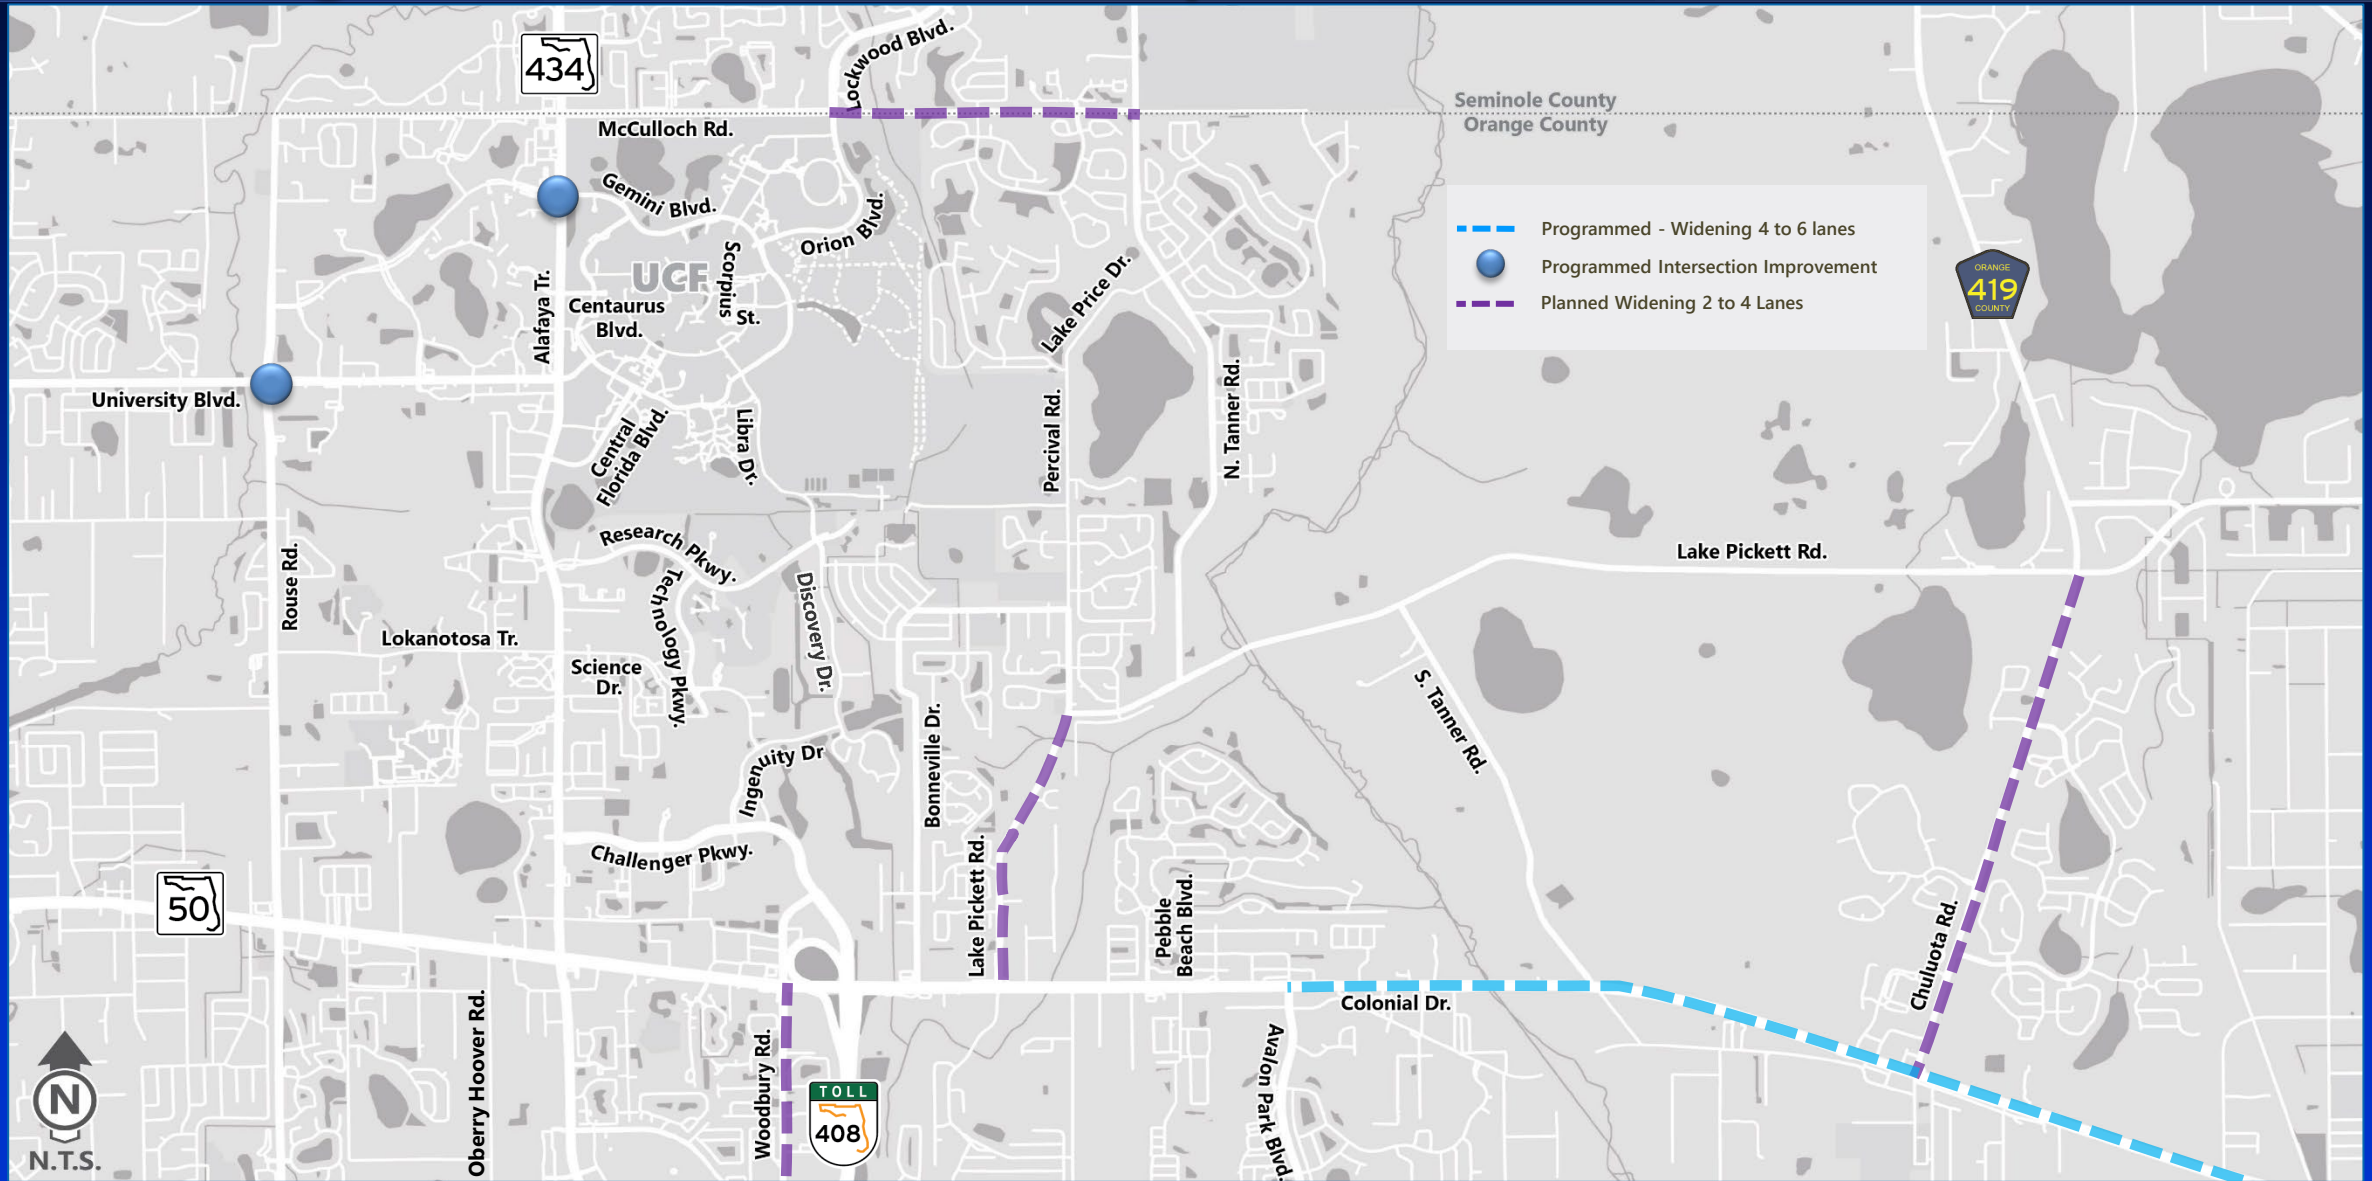 Lockwood Blvd.
434
Seminole County
Orange County
McCulloch Rd.
Gemini Blvd.
Orion Blvd.
Programmed - Widening 4 to 6 lanes
Programmed Intersection Improvement
Planned Widening 2 to 4 Lanes
ORANGE
419
COUNTY
UCF
Scorpius
St.
Centaurus
Blvd.
Alafaya Tr.
Lake Price Dr.
University Blvd.
Central
Florida Blvd.
Libra Dr.
Percival Rd.
N. Tanner Rd.
Research Pkwy.
Lake Pickett Rd.
Rouse Rd.
Technology Pkwy.
Discovery Dr.
Lokanotosa Tr.
Science
Dr.
S. Tanner Rd.
Ingenuity Dr
Bonneville Dr.
Challenger Pkwy.
Lake Pickett Rd.
Pebble
Beach Blvd.
50
Chuluota Rd.
Colonial Dr.
Oberry Hoover Rd.
Woodbury Rd.
Avalon Park Blvd.
TOLL
408
N
N.T.S.